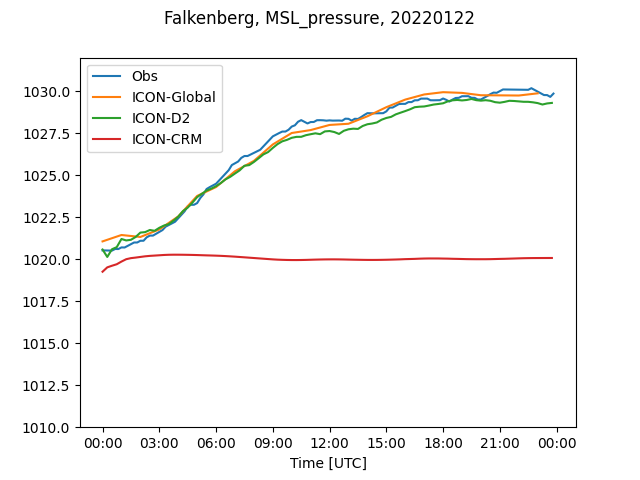 Falkenberg, MSL_pressure, 20220122
Obs
ICON-Global
ICON-D2
ICON-CRM
1030.0
1027.5
1025.0
1022.5
1020.0
1017.5
1015.0
1012.5
1010.0
00:00 03:00 06:00 09:00 12:00 15:00 18:00 21:00 00:00
Time [UTC]